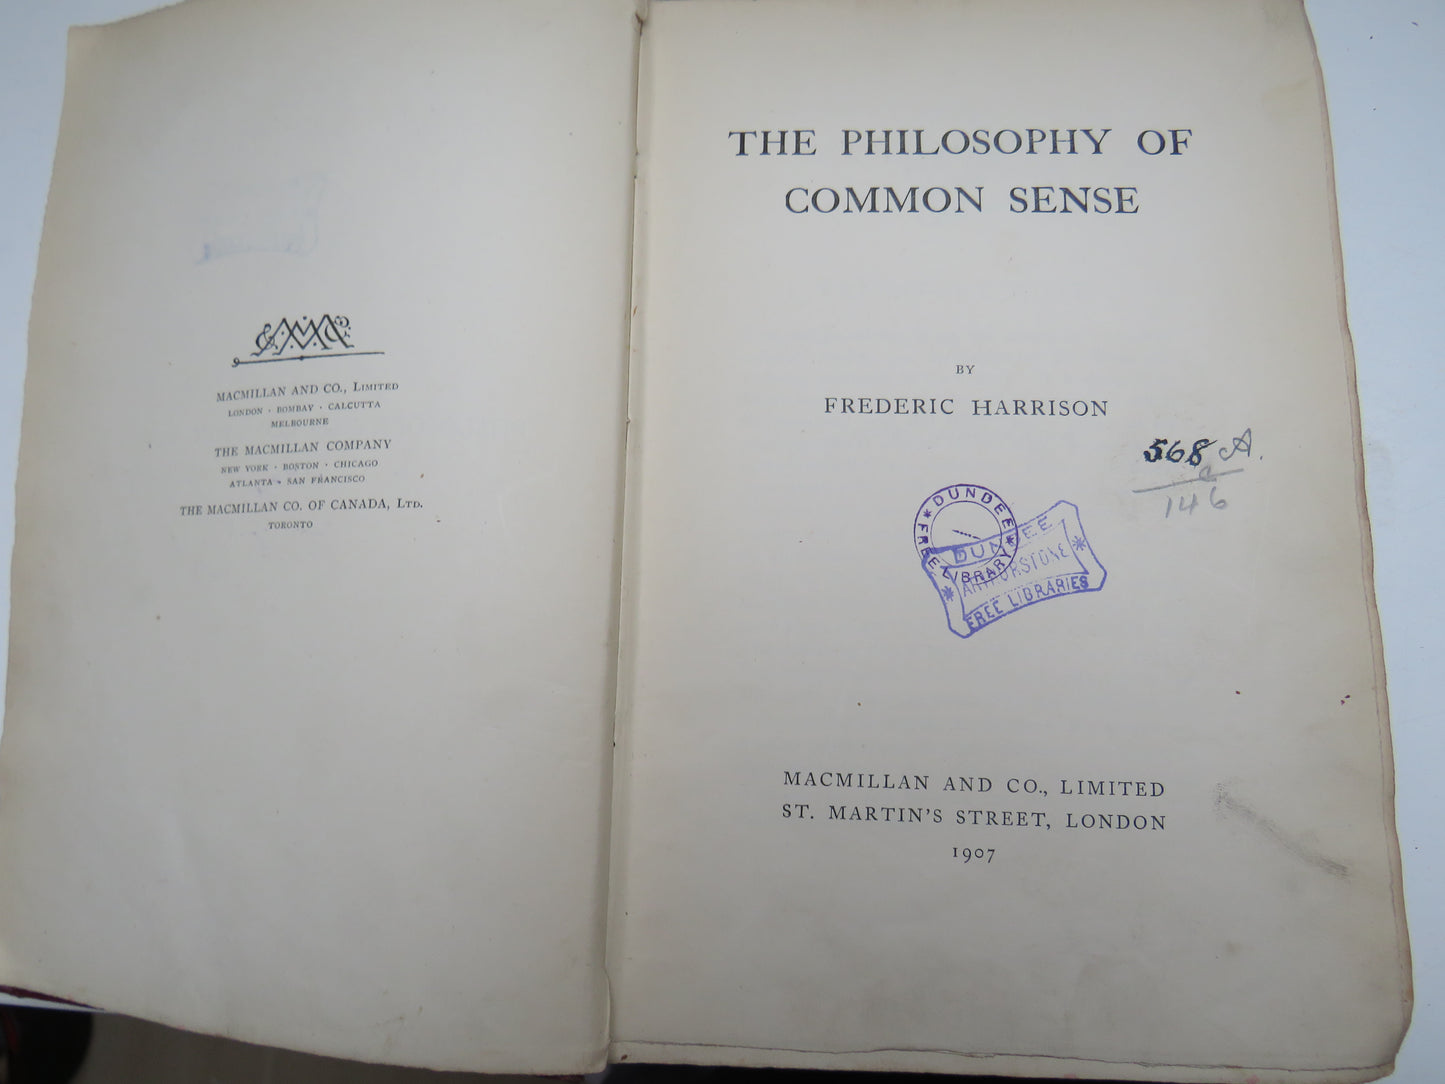 MACMILLAN AND CO., LIMITED
LONDON · BOMBAY · CALCUTTA
MELBOURNE
THE MACMILLAN COMPANY
NEW YORK · BOSTON · CHICAGO
ATLANTA · SAN FRANCISCO
THE MACMILLAN CO. OF CANADA, LTD.
TORONTO
THE PHILOSOPHY OF
COMMON SENSE
BY
FREDERIC HARRISON
568 A.
146
DUNDEE
FREE LIBRARY
DUNDEE
ARTHURSTONE
FREE LIBRARIES
MACMILLAN AND CO., LIMITED
ST. MARTIN'S STREET, LONDON
1907